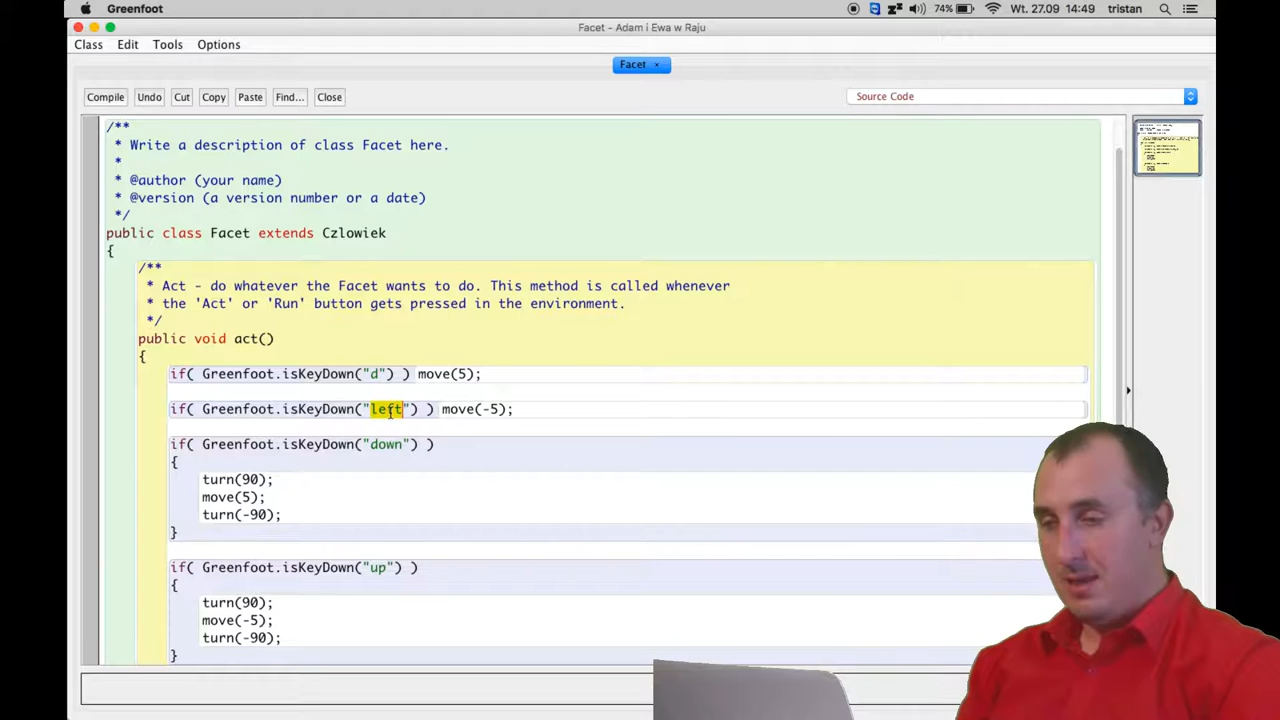 Greenfoot
74% Wt. 27.09 14:49 tristan
Facet - Adam i Ewa w Raju
Class Edit Tools Options
Facet ×
Compile Undo Cut Copy Paste Find... Close Source Code
/**
* Write a description of class Facet here.
*
* @author (your name)
* @version (a version number or a date)
*/
public class Facet extends Czlowiek
{
/**
* Act - do whatever the Facet wants to do. This method is called whenever
* the 'Act' or 'Run' button gets pressed in the environment.
*/
public void act()
{
if( Greenfoot.isKeyDown("d") ) move(5);
if( Greenfoot.isKeyDown("left") ) move(-5);
if( Greenfoot.isKeyDown("down") )
{
turn(90);
move(5);
turn(-90);
}
if( Greenfoot.isKeyDown("up") )
{
turn(90);
move(-5);
turn(-90);
}